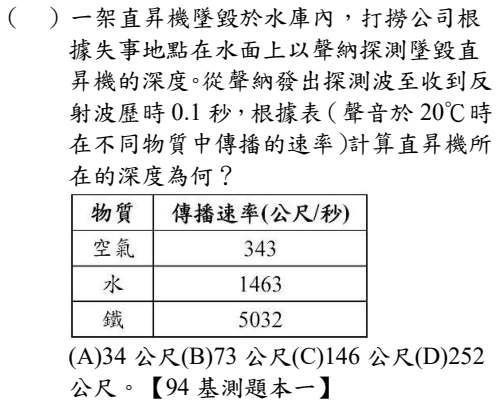 ( )一架直昇機墜毀於水庫內，打撈公司根
據失事地點在水面上以聲納探測墜毀直
昇機的深度。從聲納發出探測波至收到反
射波歷時 0.1 秒，根據表(聲音於 20℃時
在不同物質中傳播的速率)計算直昇機所
在的深度為何？
物質 傳播速率(公尺/秒)
空氣 343
水 1463
鐵 5032
(A)34 公尺(B)73 公尺(C)146 公尺(D)252
公尺。【94 基測題本一】